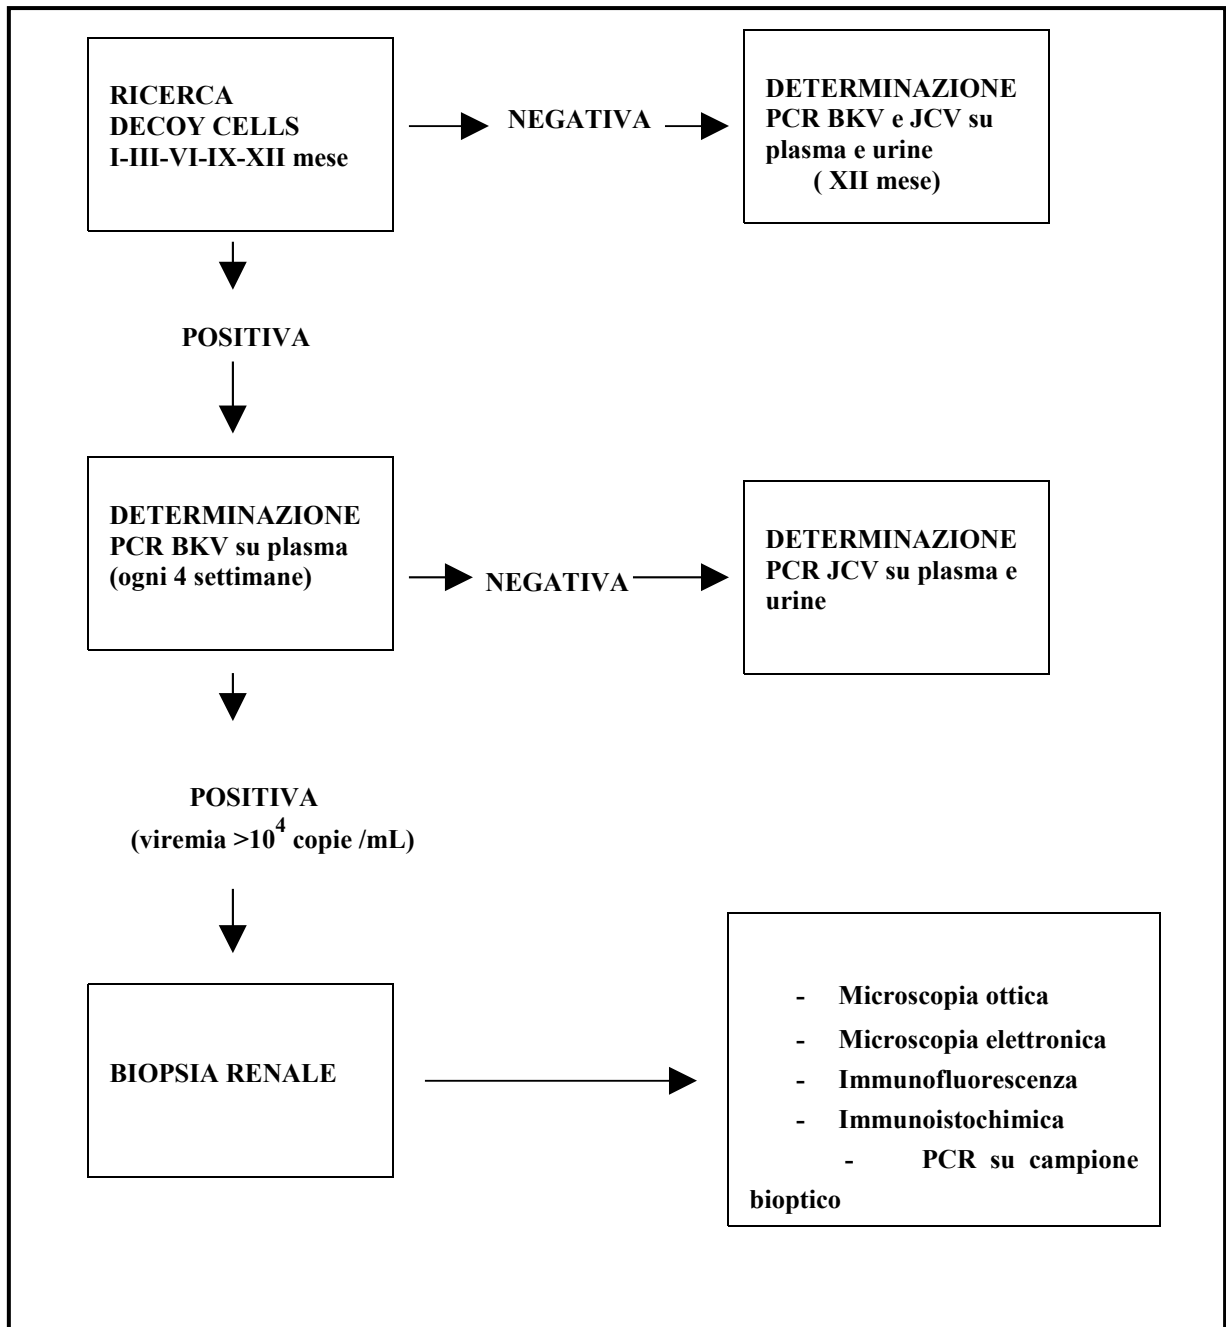 RICERCA
DECOY CELLS
I-III-VI-IX-XII mese
NEGATIVA
DETERMINAZIONE
PCR BKV e JCV su
plasma e urine
( XII mese)
POSITIVA
DETERMINAZIONE
PCR BKV su plasma
(ogni 4 settimane)
NEGATIVA
DETERMINAZIONE
PCR JCV su plasma e
urine
POSITIVA
(viremia >10^4 copie /mL)
BIOPSIA RENALE
- Microscopia ottica
- Microscopia elettronica
- Immunofluorescenza
- Immunoistochimica
- PCR su campione
bioptico